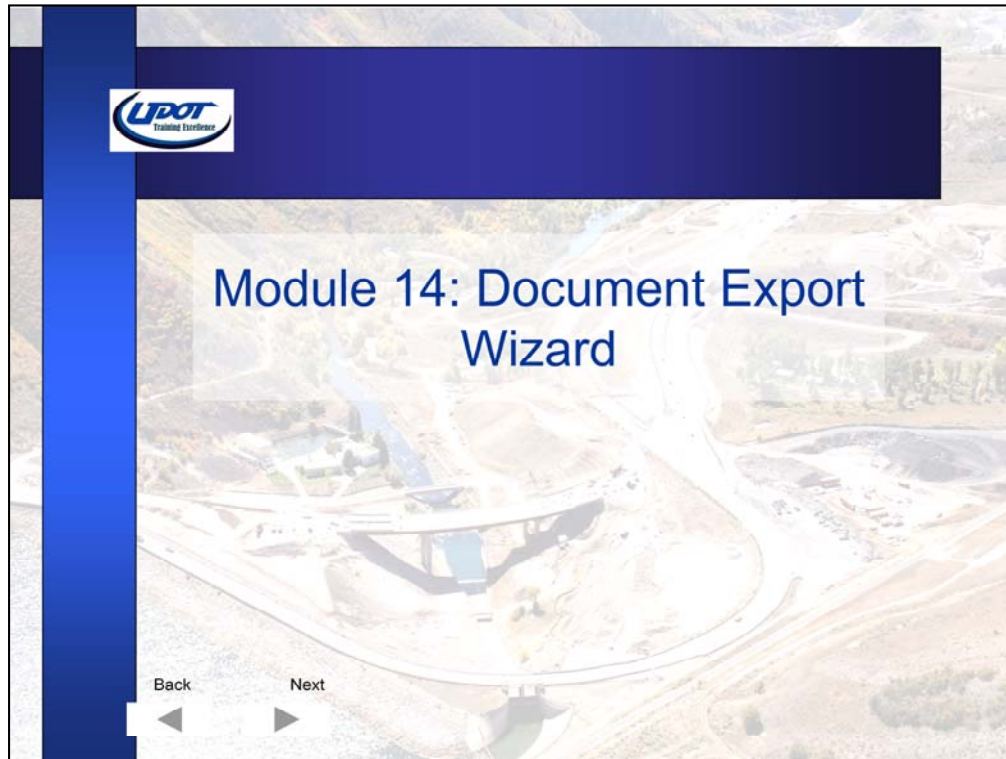 UDOT
Training Excellence
Module 14: Document Export
Wizard
Back Next